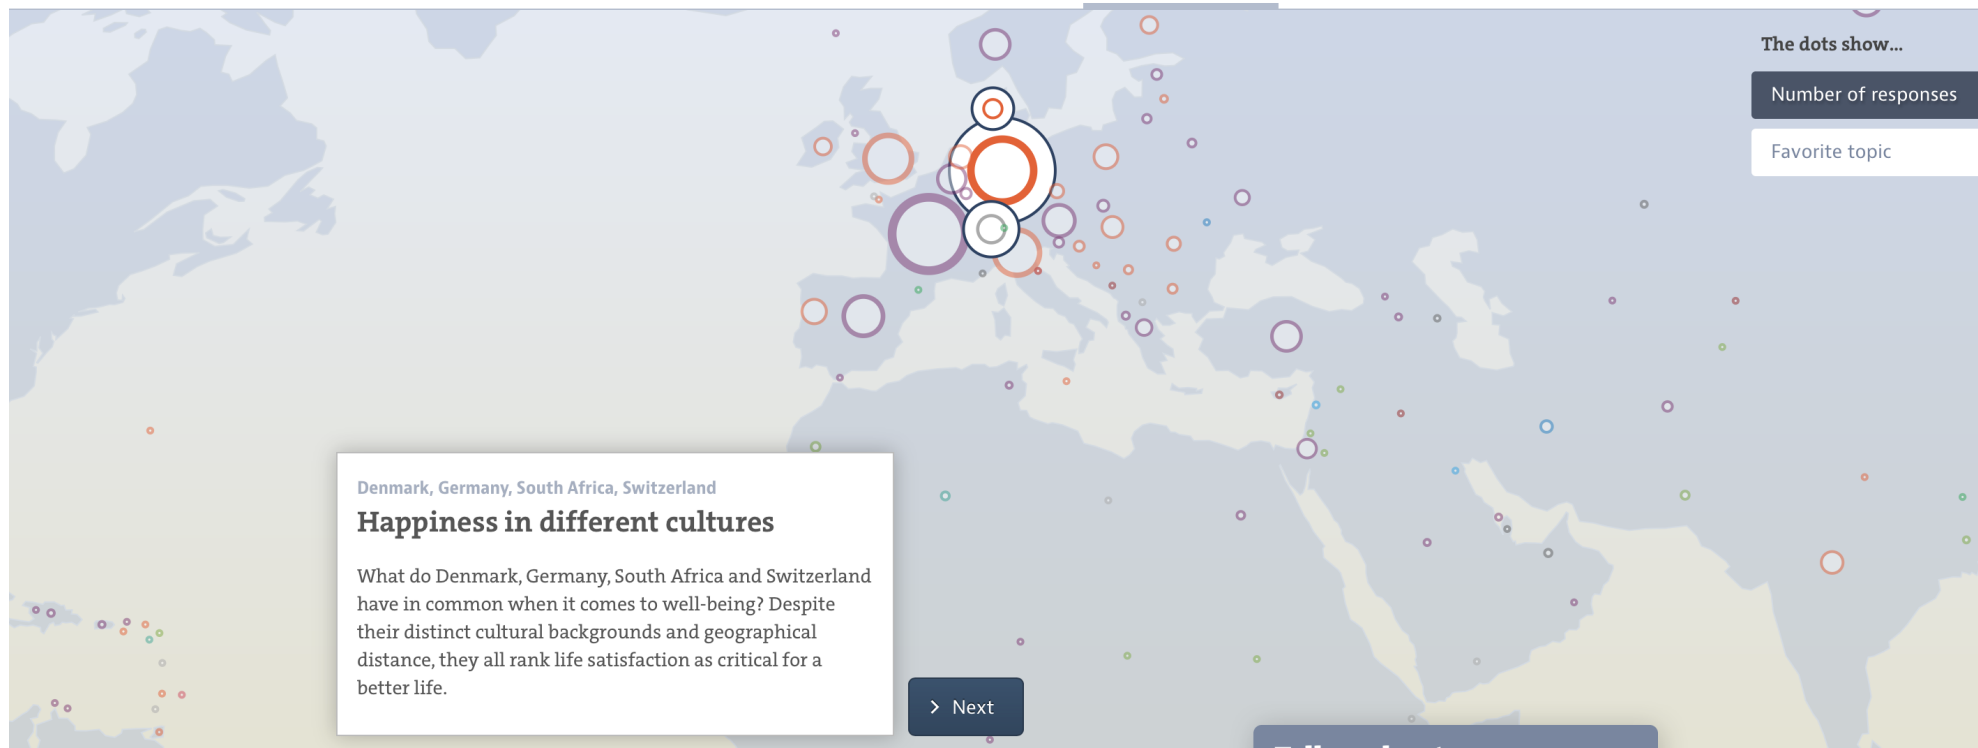 The dots show...
Number of responses
Favorite topic
Denmark, Germany, South Africa, Switzerland
Happiness in different cultures
What do Denmark, Germany, South Africa and Switzerland
have in common when it comes to well-being? Despite
their distinct cultural backgrounds and geographical
distance, they all rank life satisfaction as critical for a
better life.
Next